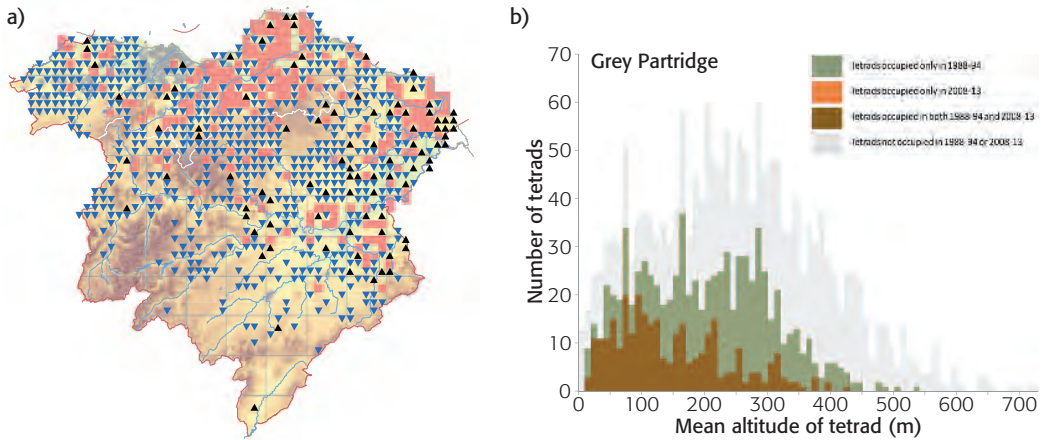 a)
b)
Grey Partridge
Tetrads occupied only in 1988-94
Tetrads occupied only in 2008-13
Tetrads occupied in both 1988-94 and 2008-13
Tetrads not occupied in 1988-94 or 2008-13
Number of tetrads
70
60
50
40
30
20
10
0
0 100 200 300 400 500 600 700
Mean altitude of tetrad (m)